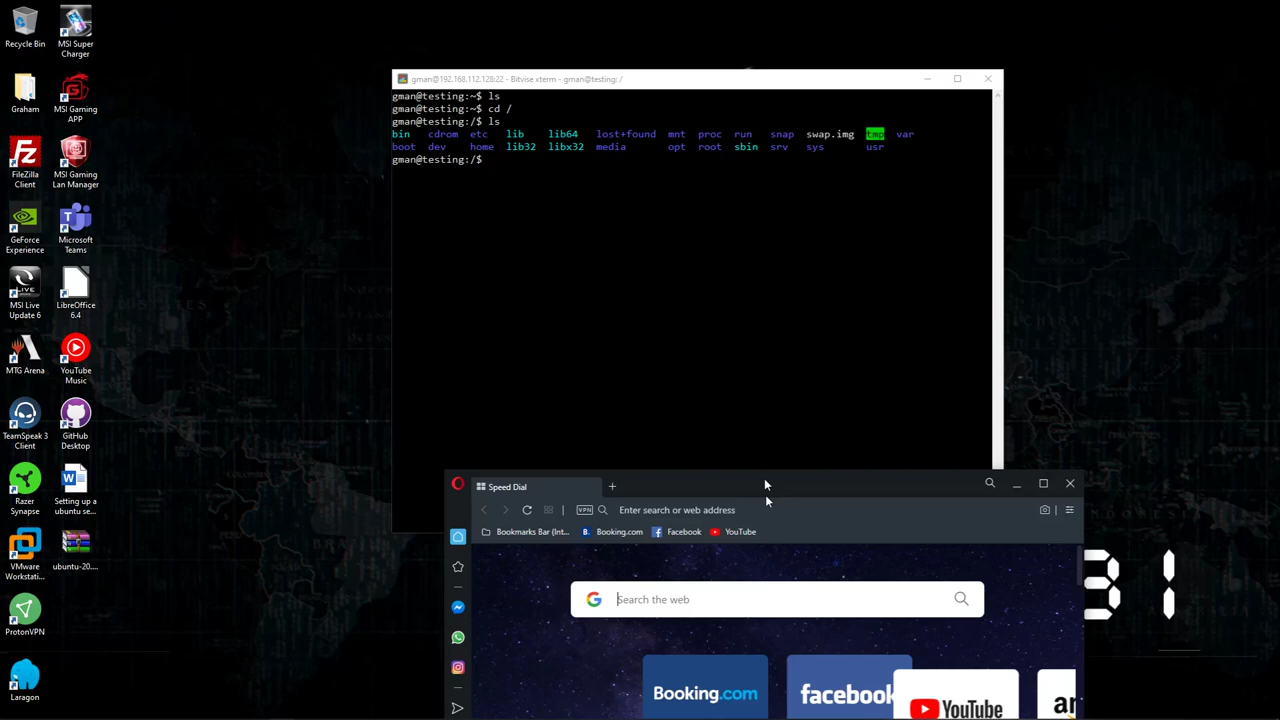 Recycle Bin
MSI Super
Charger
Graham
MSI Gaming
APP
FileZilla
Client
MSI Gaming
Lan Manager
GeForce
Experience
Microsoft
Teams
LIVE
MSI Live
Update 6
LibreOffice
6.4
MTG Arena
YouTube
Music
TeamSpeak 3
Client
GitHub
Desktop
Razer
Synapse
Setting up a
ubuntu se...
VMware
Workstati...
ubuntu-20....
ProtonVPN
Laragon
gman@192.168.112.128:22 - Bitvise xterm - gman@testing: /
gman@testing:~$ ls
gman@testing:~$ cd /
gman@testing:/$ ls
bin cdrom etc lib lib64 lost+found mnt proc run snap swap.img tmp var
boot dev home lib32 libx32 media opt root sbin srv sys usr
gman@testing:/$
Speed Dial
VPN Enter search or web address
Bookmarks Bar (Int... B. Booking.com Facebook YouTube
Search the web
Booking.com facebook YouTube
31